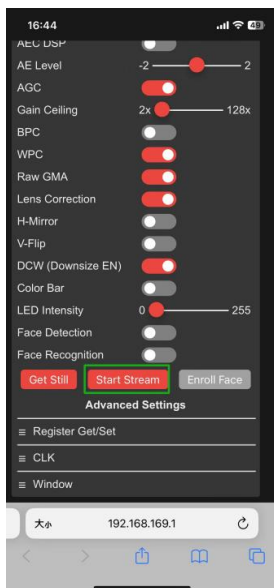 16:44
49
AEC DSP
AE Level -2 2
AGC
Gain Ceiling 2x 128x
BPC
WPC
Raw GMA
Lens Correction
H-Mirror
V-Flip
DCW (Downsize EN)
Color Bar
LED Intensity 0 255
Face Detection
Face Recognition
Get Still Start Stream Enroll Face
Advanced Settings
Register Get/Set
CLK
Window
大小 192.168.169.1